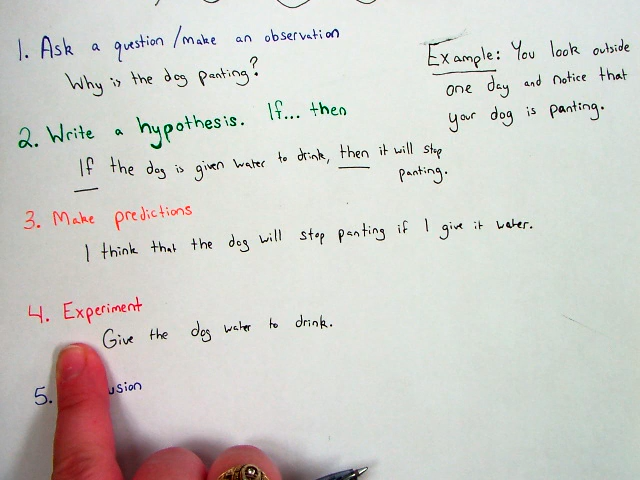 1. Ask a question / make an observation
Why is the dog panting?
Example: You look outside
one day and notice that
your dog is panting.
2. Write a hypothesis. If... then
If the dog is given water to drink, then it will stop
panting.
3. Make predictions
I think that the dog will stop panting if I give it water.
4. Experiment
Give the dog water to drink.
5.